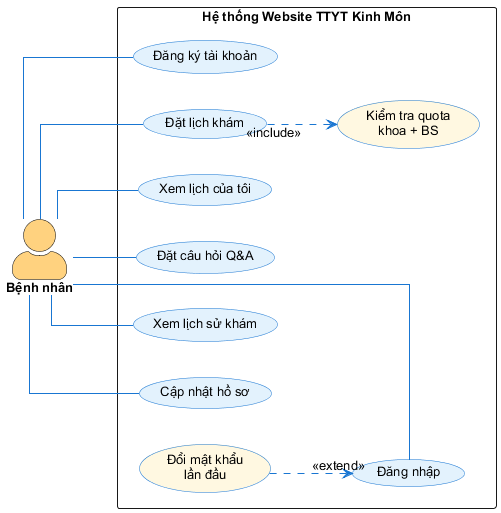 Hệ thống Website TTYT Kinh Môn
Đăng ký tài khoản
Đặt lịch khám
«include»
Kiểm tra quota
khoa + BS
Xem lịch của tôi
Bệnh nhân
Đặt câu hỏi Q&A
Xem lịch sử khám
Cập nhật hồ sơ
Đổi mật khẩu
lần đầu
«extend»
Đăng nhập